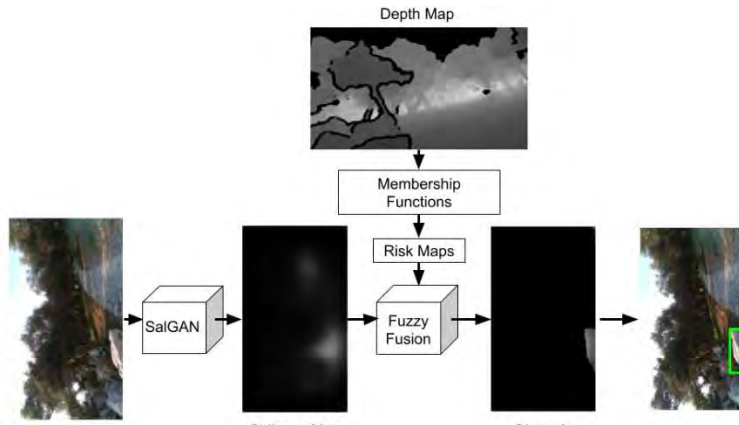 Depth Map
Membership
Functions
Risk Maps
SalGAN
Fuzzy
Fusion